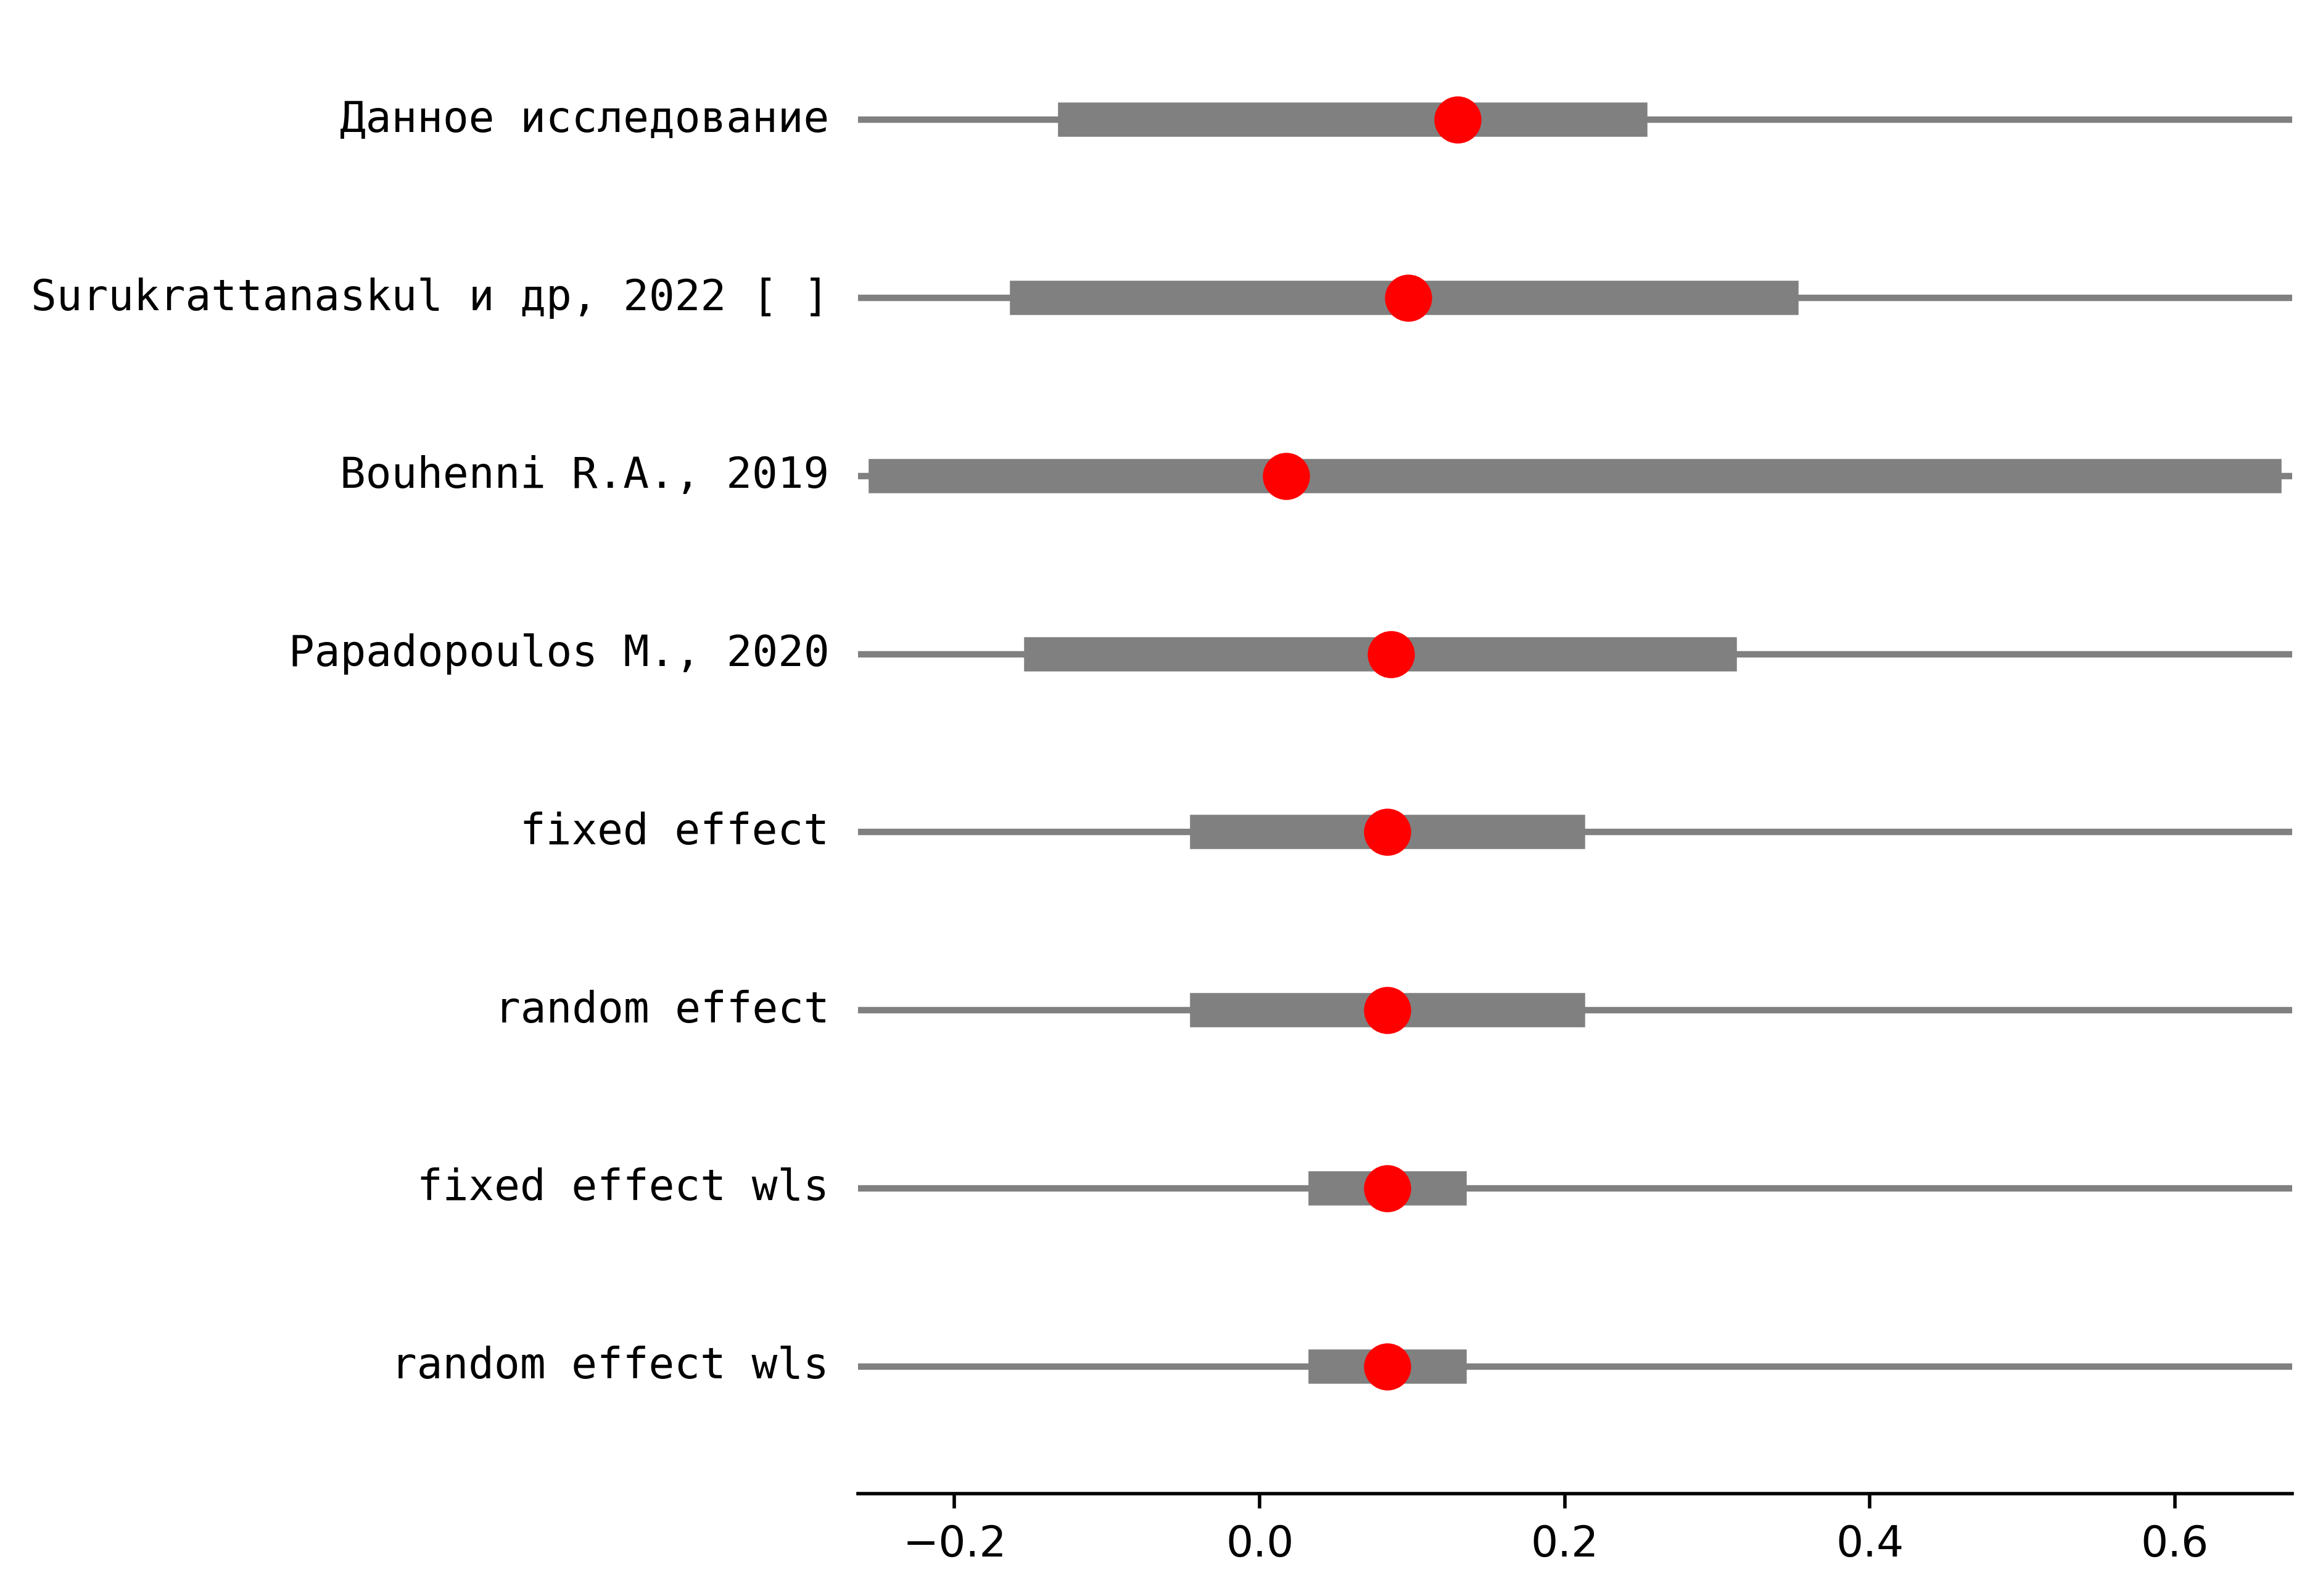 Данное исследование
Surukrattanaskul и др, 2022 [ ]
Bouhenni R.A., 2019
Papadopoulos M., 2020
fixed effect
random effect
fixed effect wls
random effect wls
−0.2 0.0 0.2 0.4 0.6